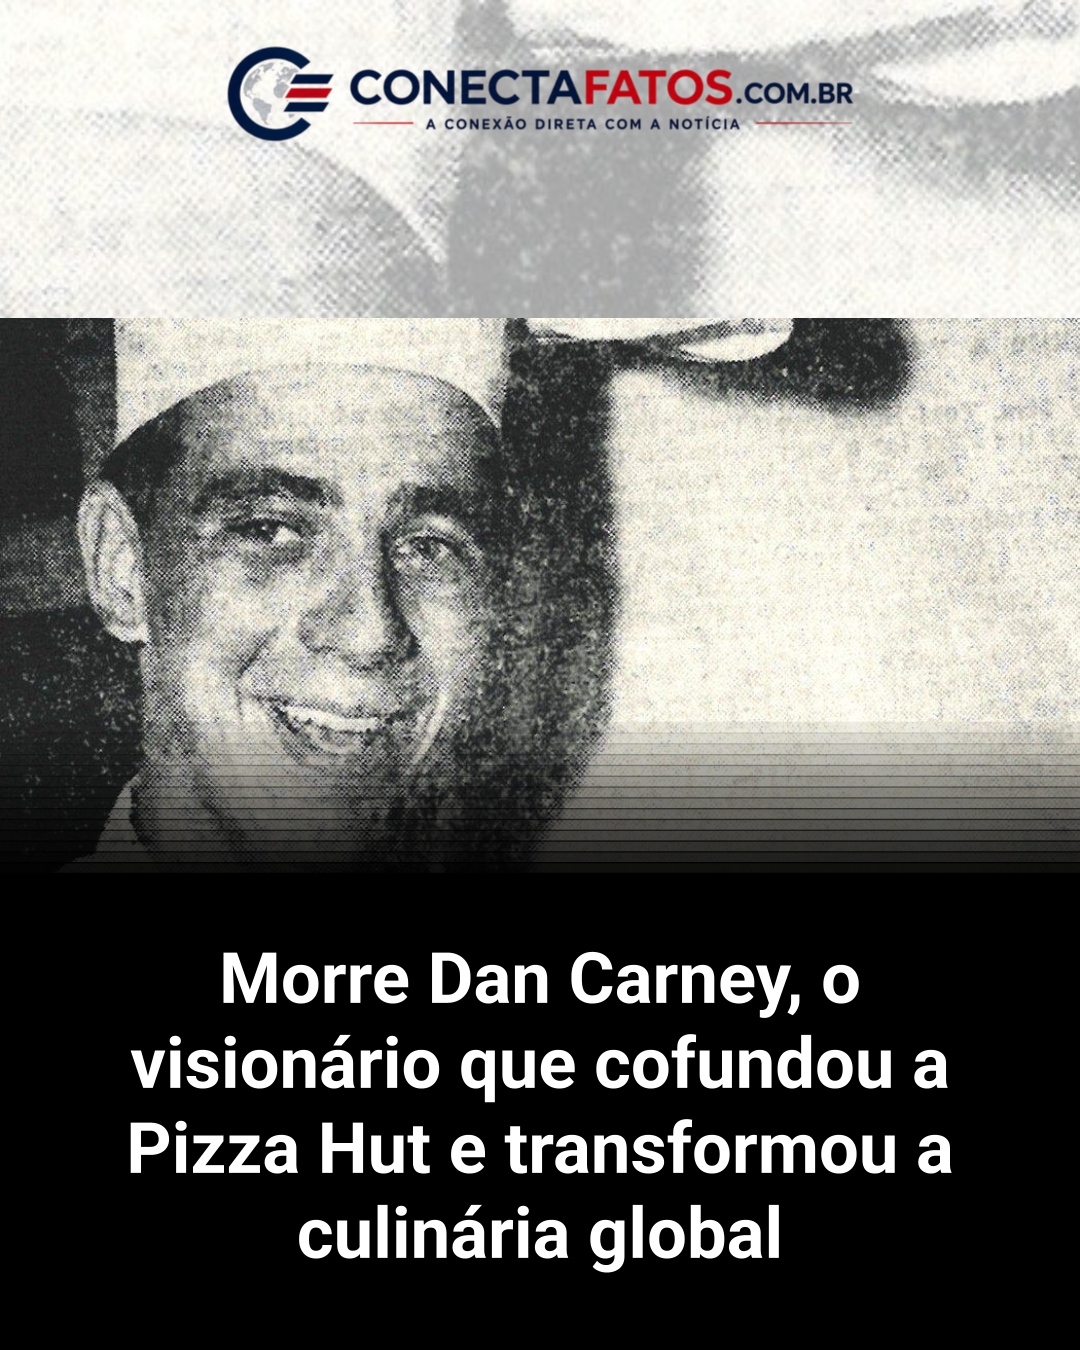 CONECTAFATOS.COM.BR
A CONEXÃO DIRETA COM A NOTÍCIA
Morre Dan Carney, o
visionário que cofundou a
Pizza Hut e transformou a
culinária global